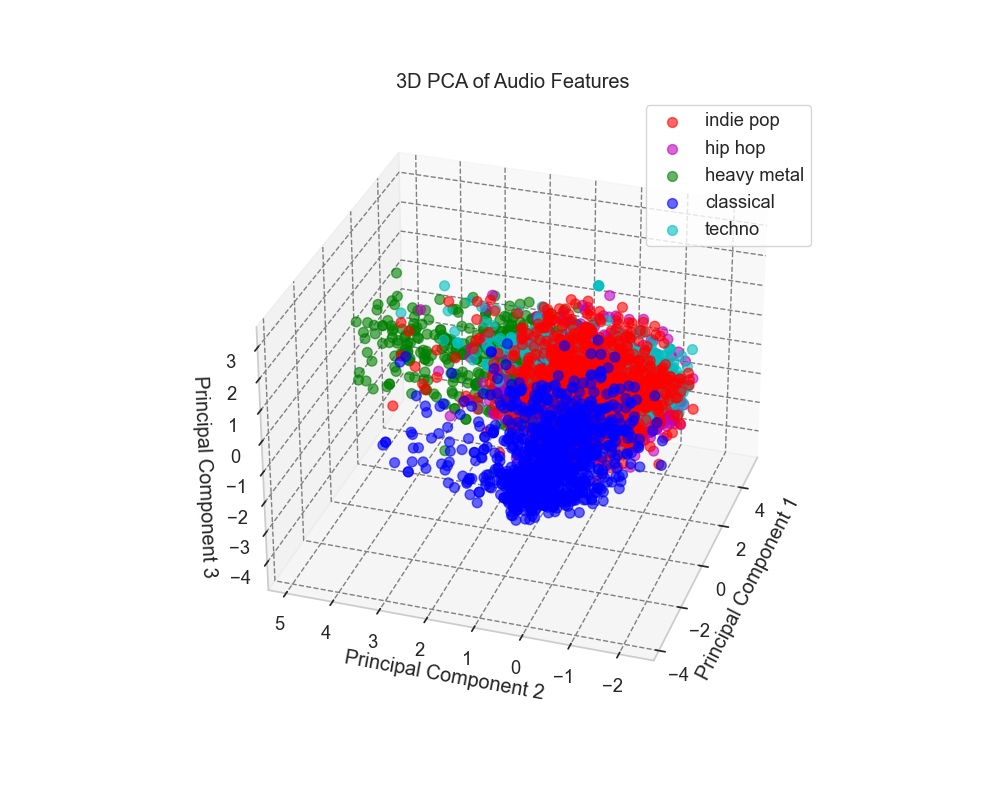 3D PCA of Audio Features
indie pop
hip hop
heavy metal
classical
techno
3
2
1
0
−1
−2
−3
−4
Principal Component 3
5
4
3
2
1
0
−1
−2
Principal Component 2
4
2
0
−2
−4
Principal Component 1